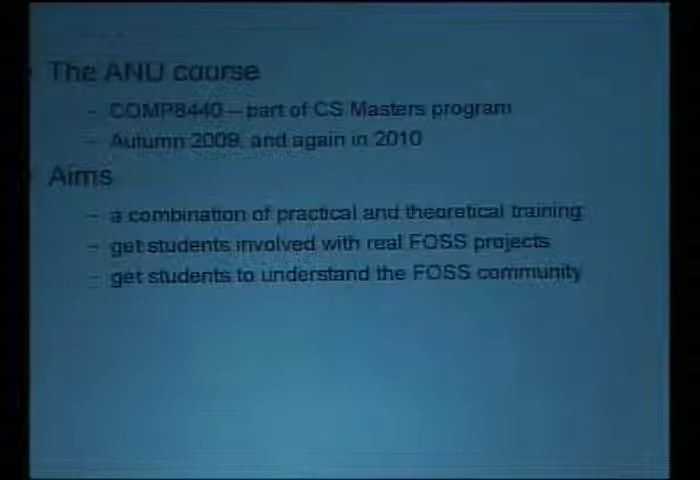 The ANU course
– COMP8440 – part of CS Masters program
– Autumn 2009, and again in 2010
Aims
– a combination of practical and theoretical training
– get students involved with real FOSS projects
– get students to understand the FOSS community